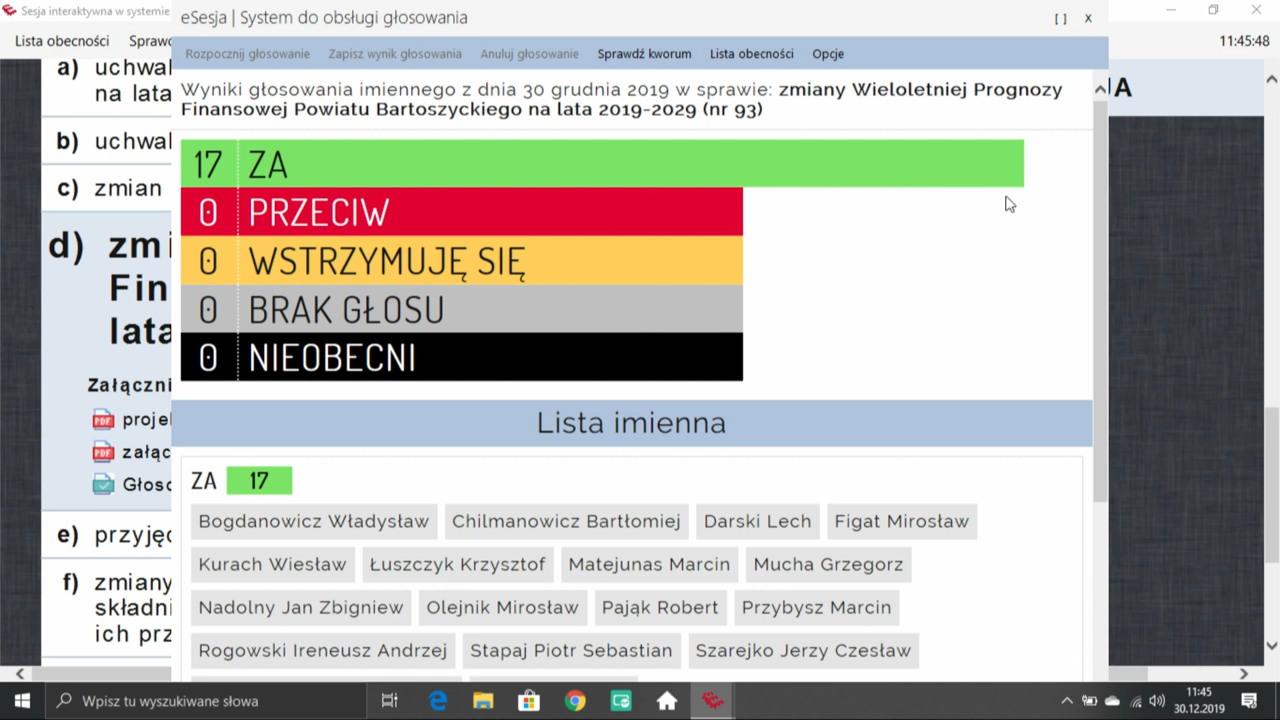 Sesja interaktywna w systemie
eSesja | System do obsługi głosowania
[ ] x
Lista obecności
Rozpocznij głosowanie Zapisz wynik głosowania Anuluj głosowanie Sprawdź kworum Lista obecności Opcje
11:45:48
Wyniki głosowania imiennego z dnia 30 grudnia 2019 w sprawie: zmiany Wieloletniej Prognozy
Finansowej Powiatu Bartoszyckiego na lata 2019-2029 (nr 93)
17 ZA
0 PRZECIW
0 WSTRZYMUJĘ SIĘ
0 BRAK GŁOSU
0 NIEOBECNI
Lista imienna
ZA 17
Bogdanowicz Władysław Chilmanowicz Bartłomiej Darski Lech Figat Mirosław
Kurach Wiesław Łuszczyk Krzysztof Matejunas Marcin Mucha Grzegorz
Nadolny Jan Zbigniew Olejnik Mirosław Pająk Robert Przybysz Marcin
Rogowski Ireneusz Andrzej Stapaj Piotr Sebastian Szarejko Jerzy Czesław
a) uchwal
na lata
b) uchwal
c) zmian
d) zmi
Fin
lata
Załączni
PDF projel
PDF załąc
Głoso
e) przyjęc
f) zmiany
składni
ich prz
Wpisz tu wyszukiwane słowa
11:45
30.12.2019